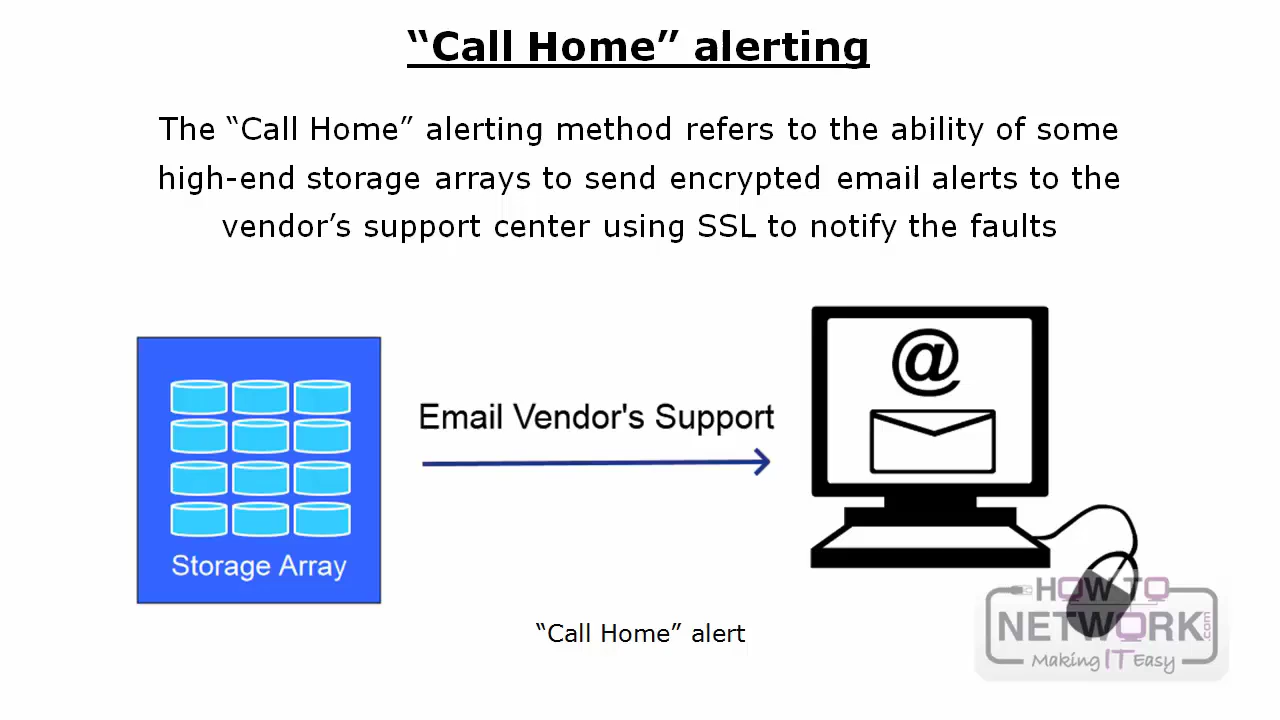 “Call Home” alerting
The “Call Home” alerting method refers to the ability of some
high-end storage arrays to send encrypted email alerts to the
vendor’s support center using SSL to notify the faults
Email Vendor's Support
@
Storage Array
“Call Home” alert
HOW TO
NETWORK.com
Making IT Easy